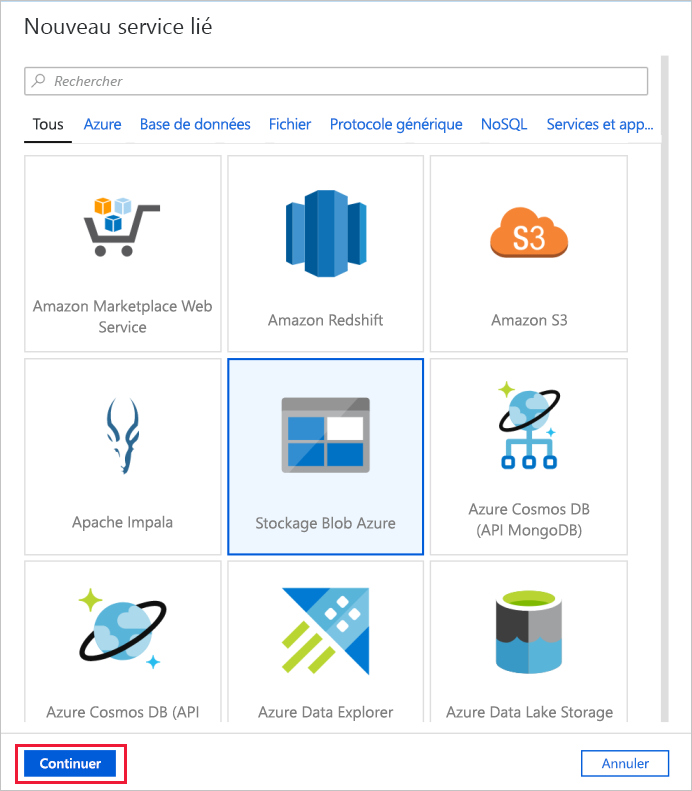 Nouveau service lié
Rechercher
Tous Azure Base de données Fichier Protocole générique NoSQL Services et app...
Amazon Marketplace Web
Service
Amazon Redshift
S3
Amazon S3
Apache Impala
Stockage Blob Azure
Azure Cosmos DB
(API MongoDB)
Azure Cosmos DB (API
Azure Data Explorer
Azure Data Lake Storage
Continuer
Annuler